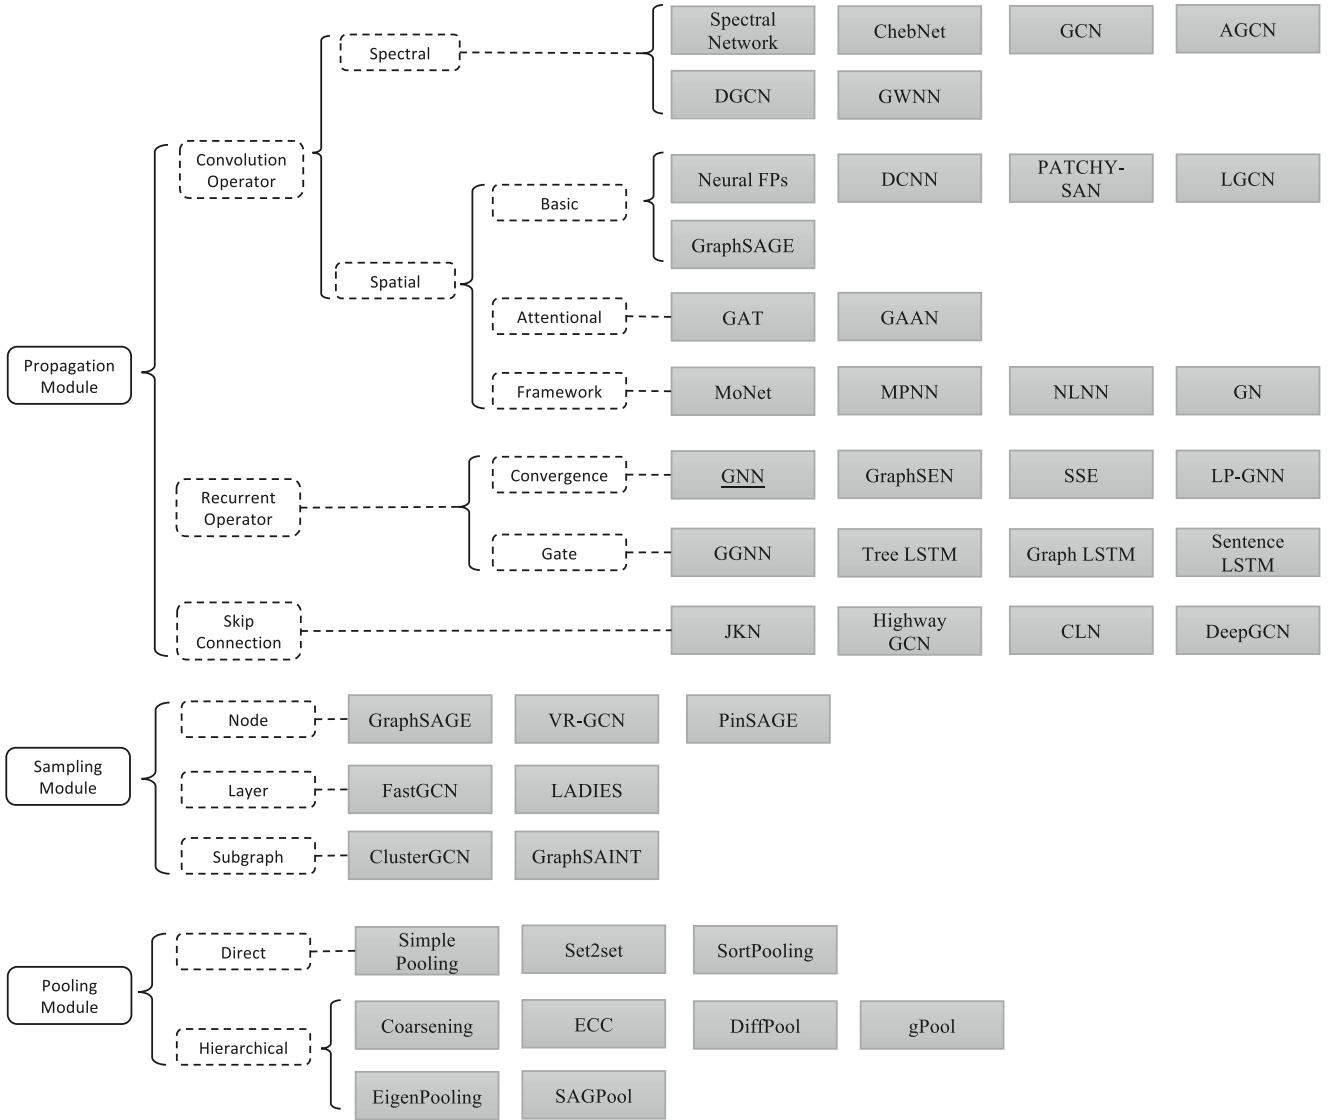 Propagation
Module
Convolution
Operator
Spectral
Spectral
Network
ChebNet
GCN
AGCN
DGCN
GWNN
Spatial
Basic
Neural FPs
DCNN
PATCHY-
SAN
LGCN
GraphSAGE
Attentional
GAT
GAAN
Framework
MoNet
MPNN
NLNN
GN
Recurrent
Operator
Convergence
GNN
GraphSEN
SSE
LP-GNN
Gate
GGNN
Tree LSTM
Graph LSTM
Sentence
LSTM
Skip
Connection
JKN
Highway
GCN
CLN
DeepGCN
Sampling
Module
Node
GraphSAGE
VR-GCN
PinSAGE
Layer
FastGCN
LADIES
Subgraph
ClusterGCN
GraphSAINT
Pooling
Module
Direct
Simple
Pooling
Set2set
SortPooling
Hierarchical
Coarsening
ECC
DiffPool
gPool
EigenPooling
SAGPool